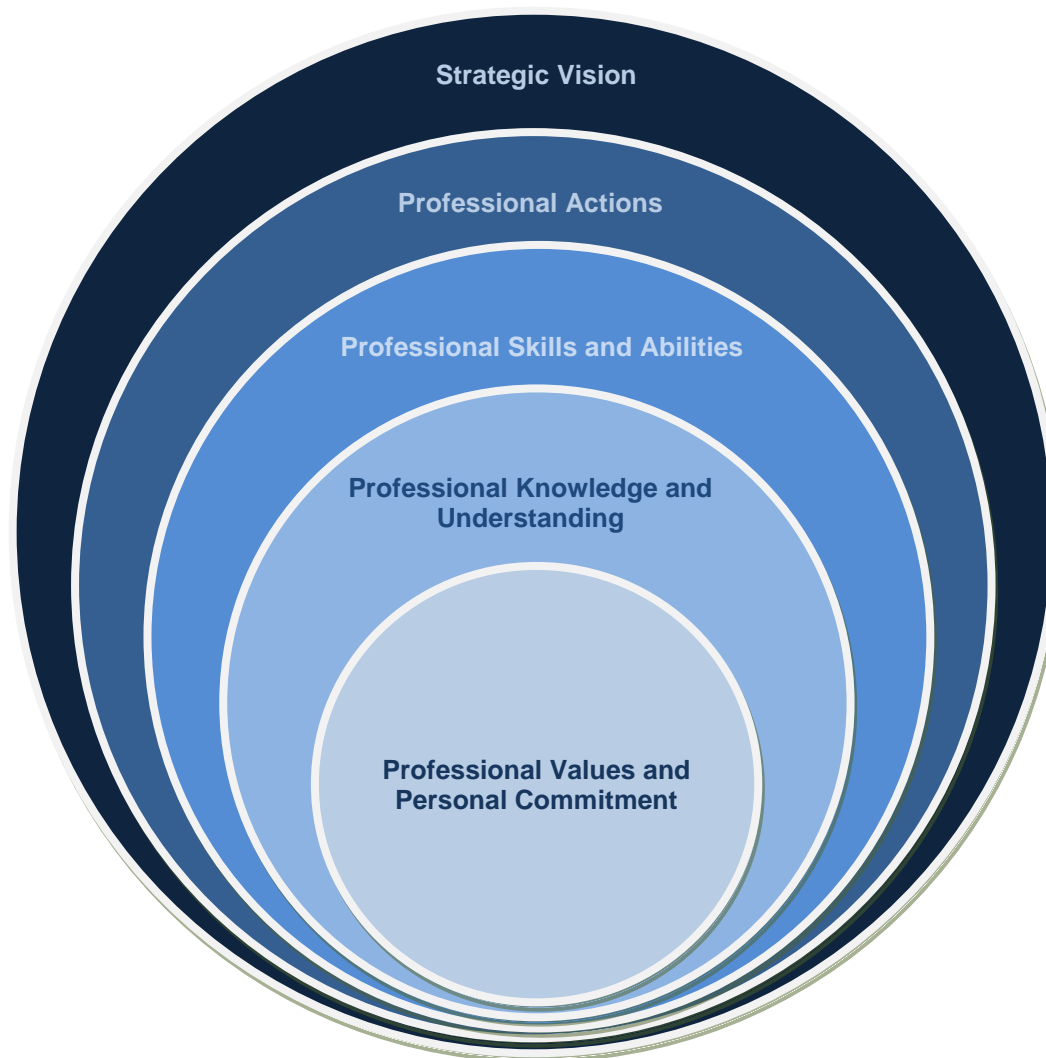 Strategic Vision
Professional Actions
Professional Skills and Abilities
Professional Knowledge and
Understanding
Professional Values and
Personal Commitment